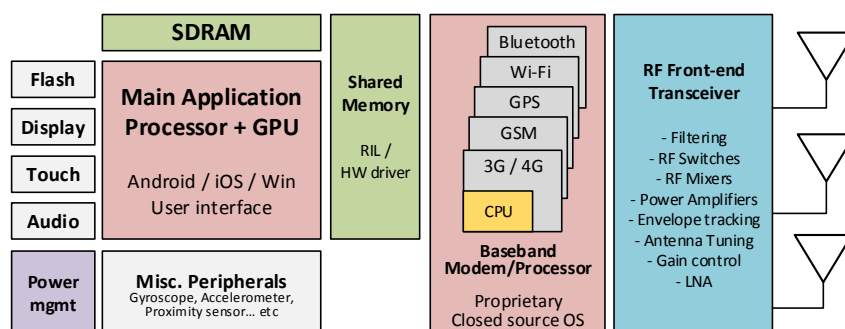 SDRAM
Flash
Display
Touch
Audio
Power
mgmt
Main Application
Processor + GPU
Android / iOS / Win
User interface
Misc. Peripherals
Gyroscope, Accelerometer,
Proximity sensor... etc
Shared
Memory
RIL /
HW driver
Bluetooth
Wi-Fi
GPS
GSM
3G / 4G
CPU
Baseband
Modem/Processor
Proprietary
Closed source OS
RF Front-end
Transceiver
- Filtering
- RF Switches
- RF Mixers
- Power Amplifiers
- Envelope tracking
- Antenna Tuning
- Gain control
- LNA